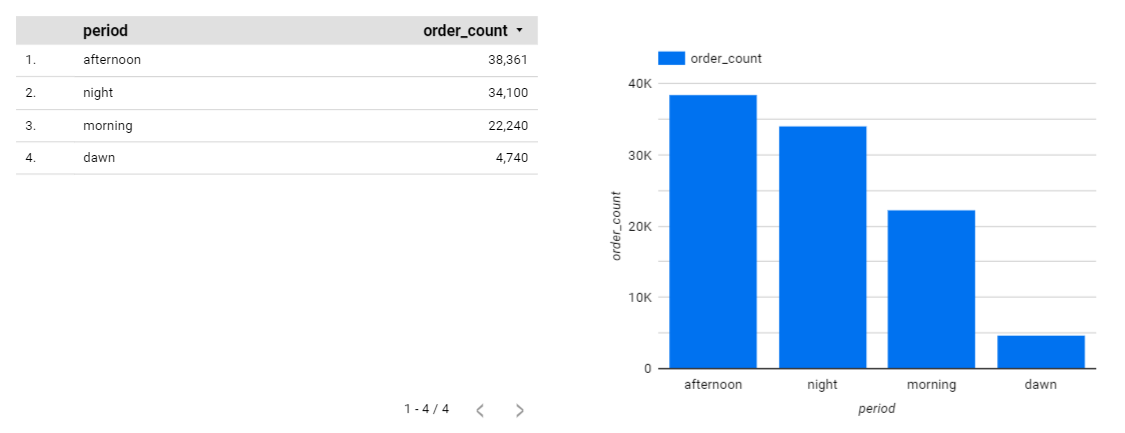 period order_count
1. afternoon 38,361
2. night 34,100
3. morning 22,240
4. dawn 4,740
1 - 4 / 4
order_count
40K
30K
20K
10K
0
order_count
afternoon night morning dawn
period